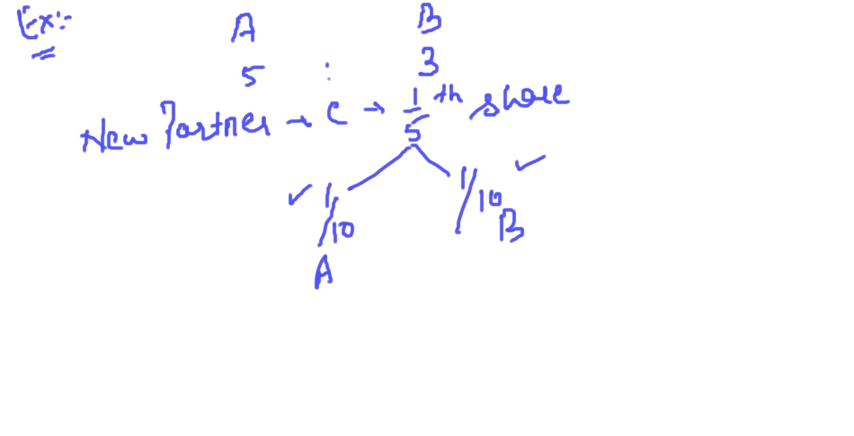 Ex:-
A B
5 : 3
New Partner → C → 1/5 th share
✓ 1/10 1/10 ✓
A B